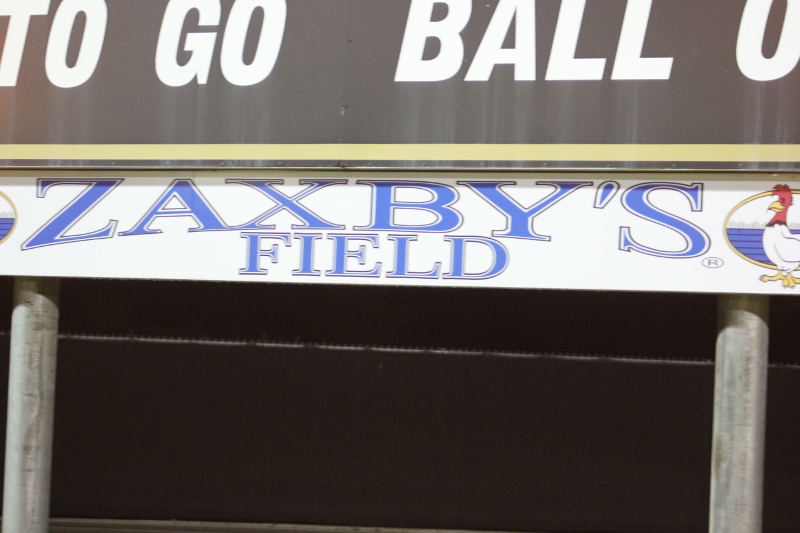 TO GO BALL O
ZAXBY'S
FIELD
®